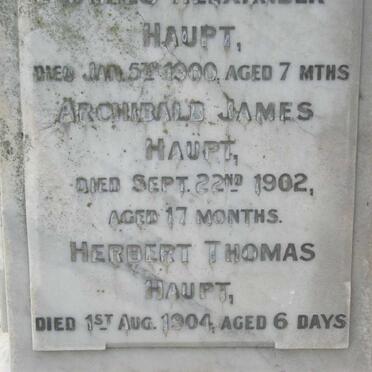 HAUPT,
DIED JAN. 5TH 1900, AGED 7 MTHS
ARCHIBALD JAMES
HAUPT,
DIED SEPT. 22ND 1902,
AGED 17 MONTHS.
HERBERT THOMAS
HAUPT,
DIED 1ST AUG. 1904, AGED 6 DAYS